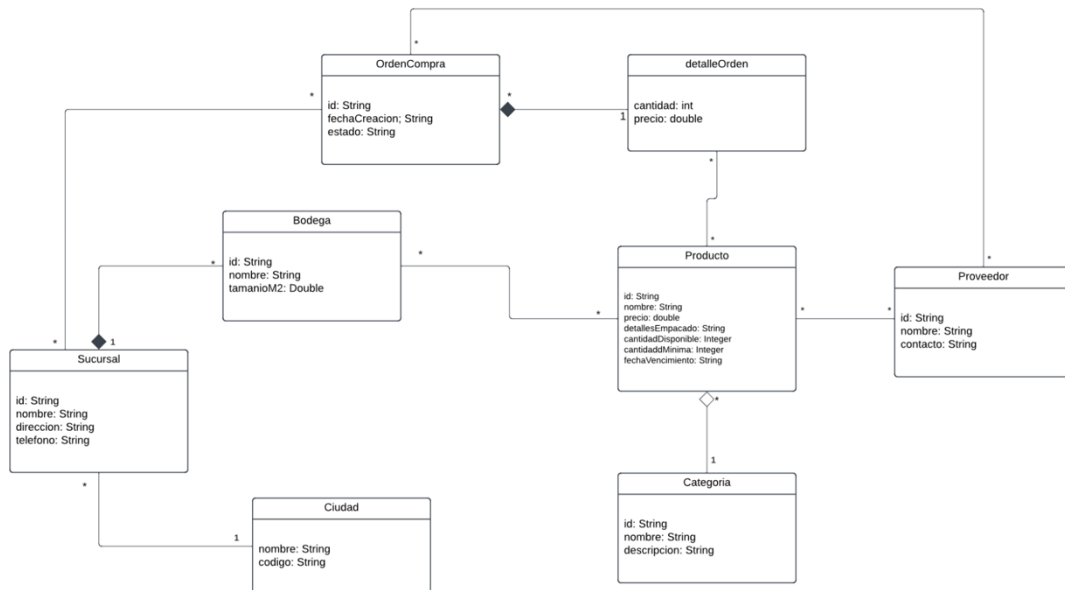 *
*
OrdenCompra
id: String
fechaCreacion; String
estado: String
*
*
1
detalleOrden
cantidad: int
precio: double
*
*
Bodega
id: String
nombre: String
tamanioM2: Double
*
*
*
Producto
id: String
nombre: String
precio: double
detallesEmpacado: String
cantidadDisponible: Integer
cantidaddMinima: Integer
fechaVencimiento: String
*
*
*
Proveedor
id: String
nombre: String
contacto: String
*
1
Sucursal
id: String
nombre: String
direccion: String
telefono: String
*
1
Categoria
id: String
nombre: String
descripcion: String
*
1
Ciudad
nombre: String
codigo: String